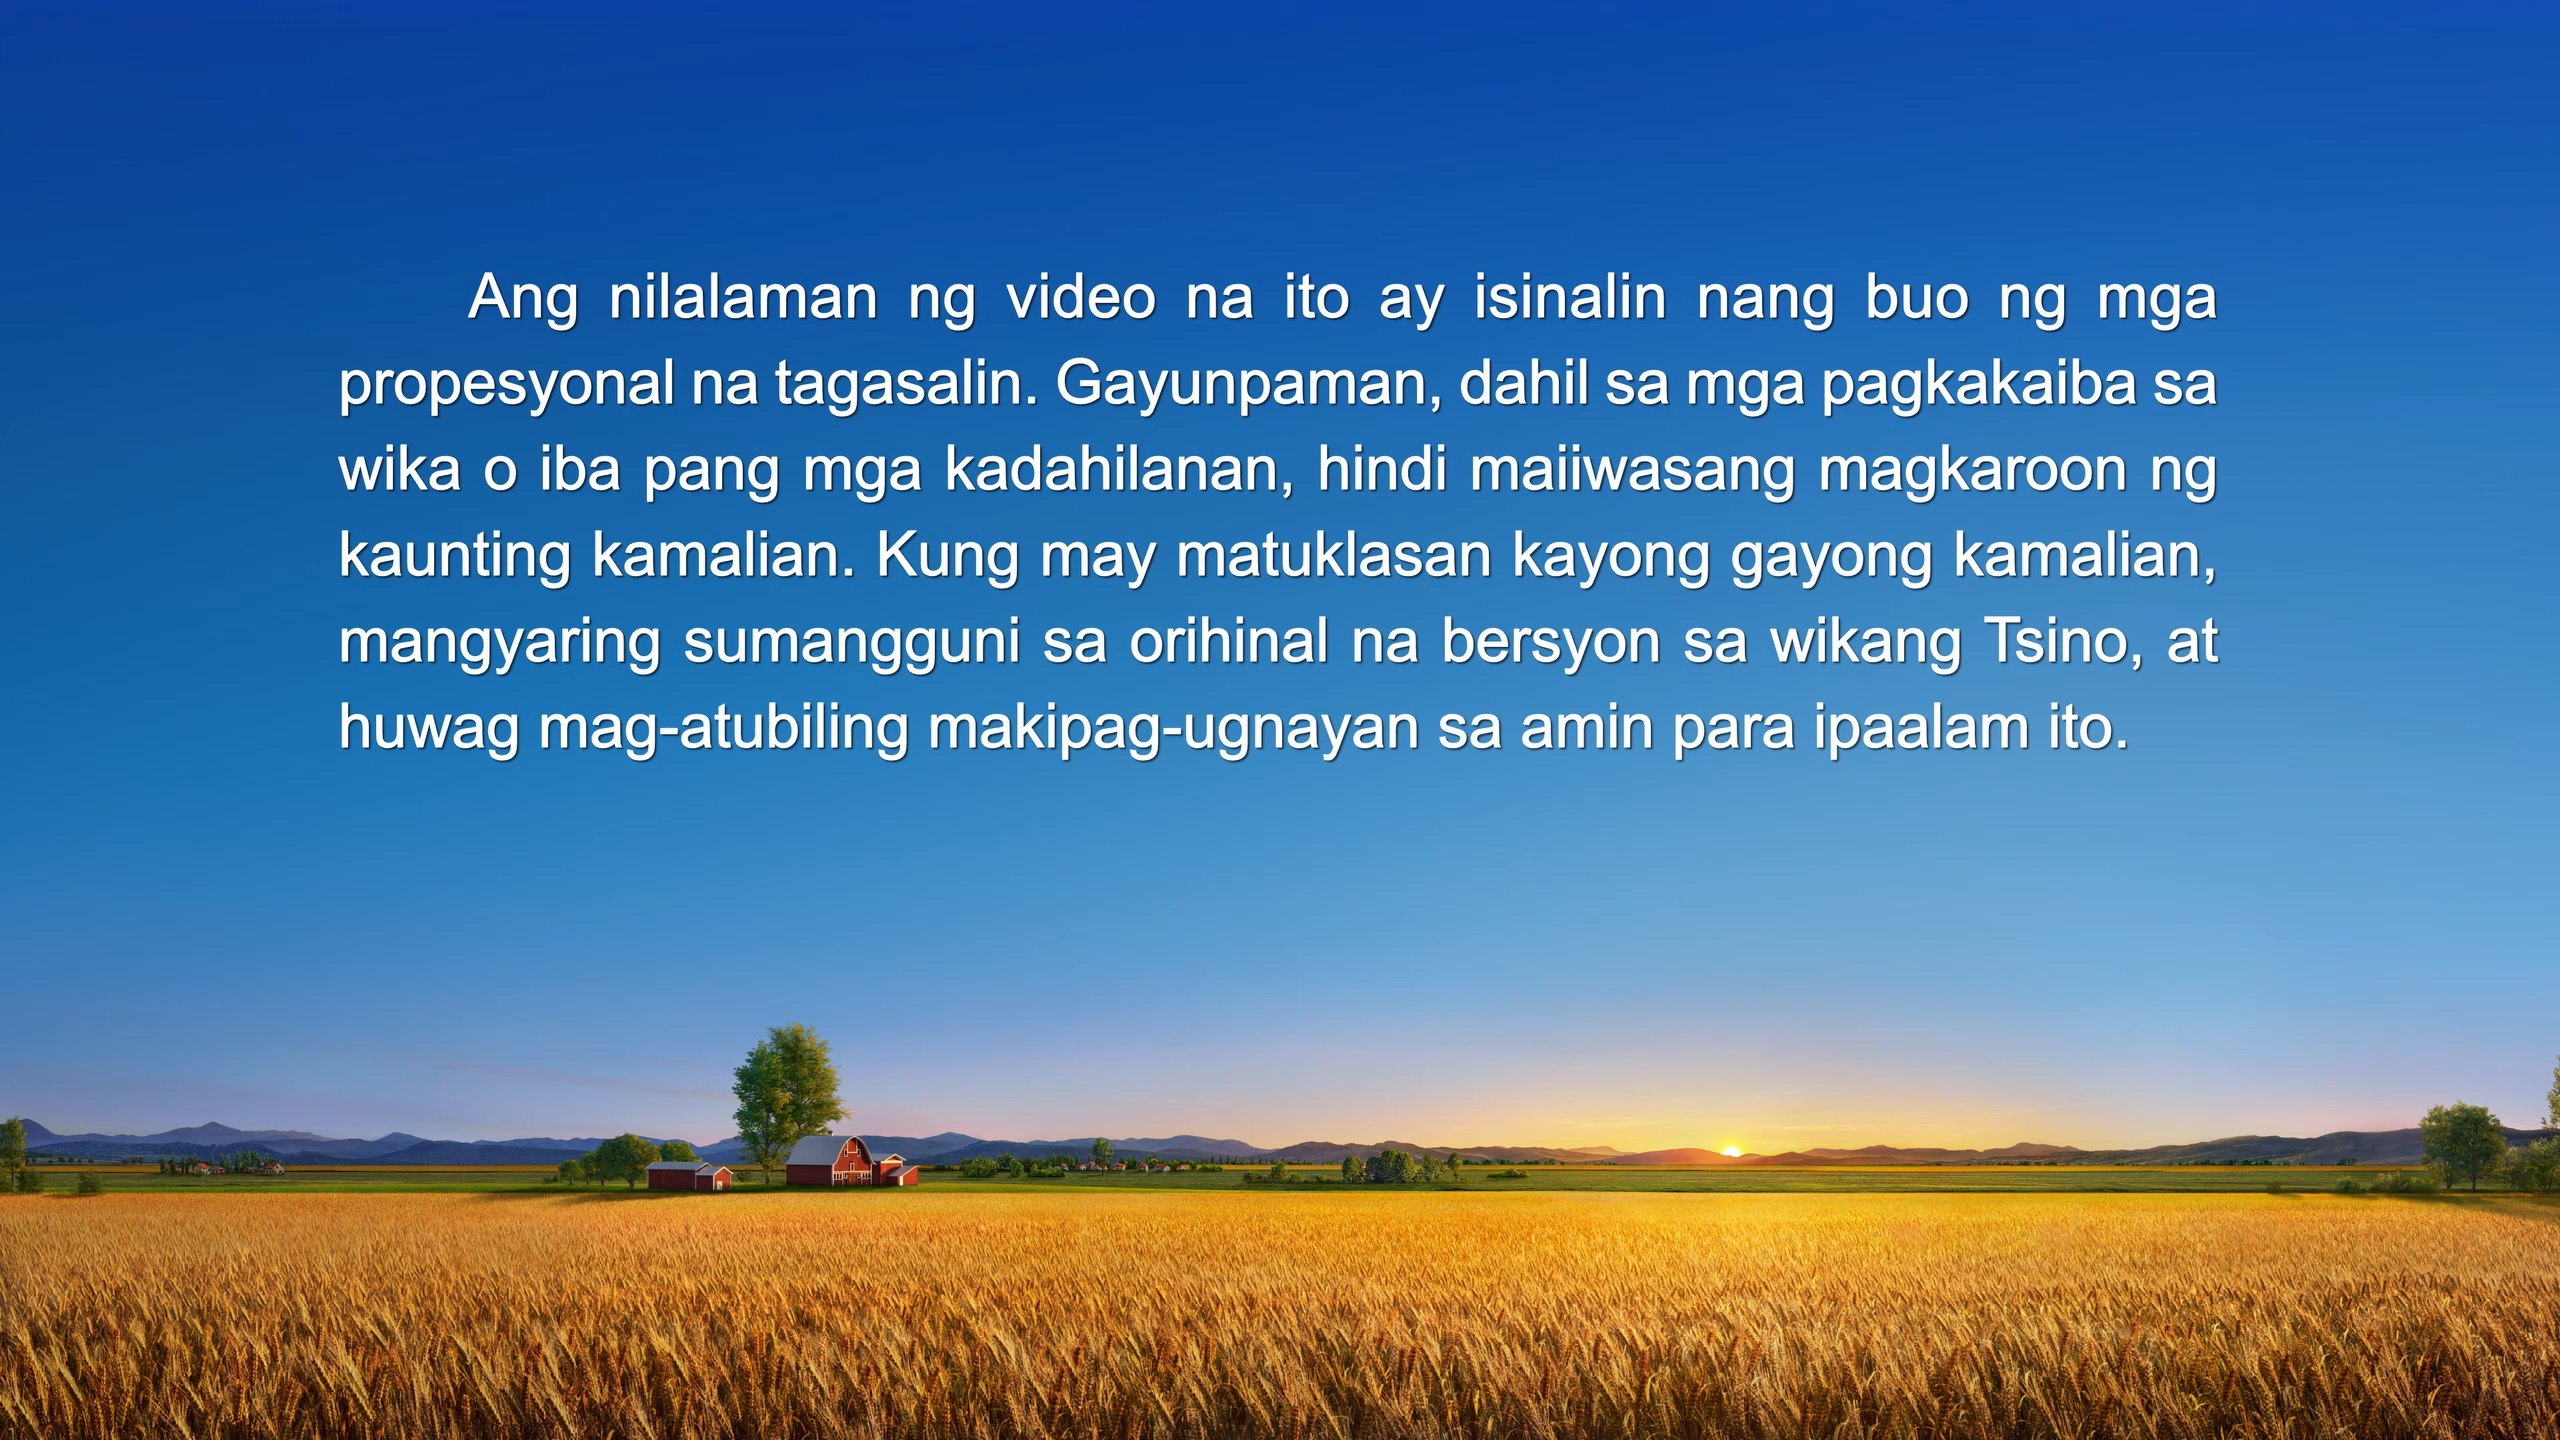 Ang nilalaman ng video na ito ay isinalin nang buo ng mga
propesyonal na tagasalin. Gayunpaman, dahil sa mga pagkakaiba sa
wika o iba pang mga kadahilanan, hindi maiiwasang magkaroon ng
kaunting kamalian. Kung may matuklasan kayong gayong kamalian,
mangyaring sumangguni sa orihinal na bersyon sa wikang Tsino, at
huwag mag-atubiling makipag-ugnayan sa amin para ipaalam ito.